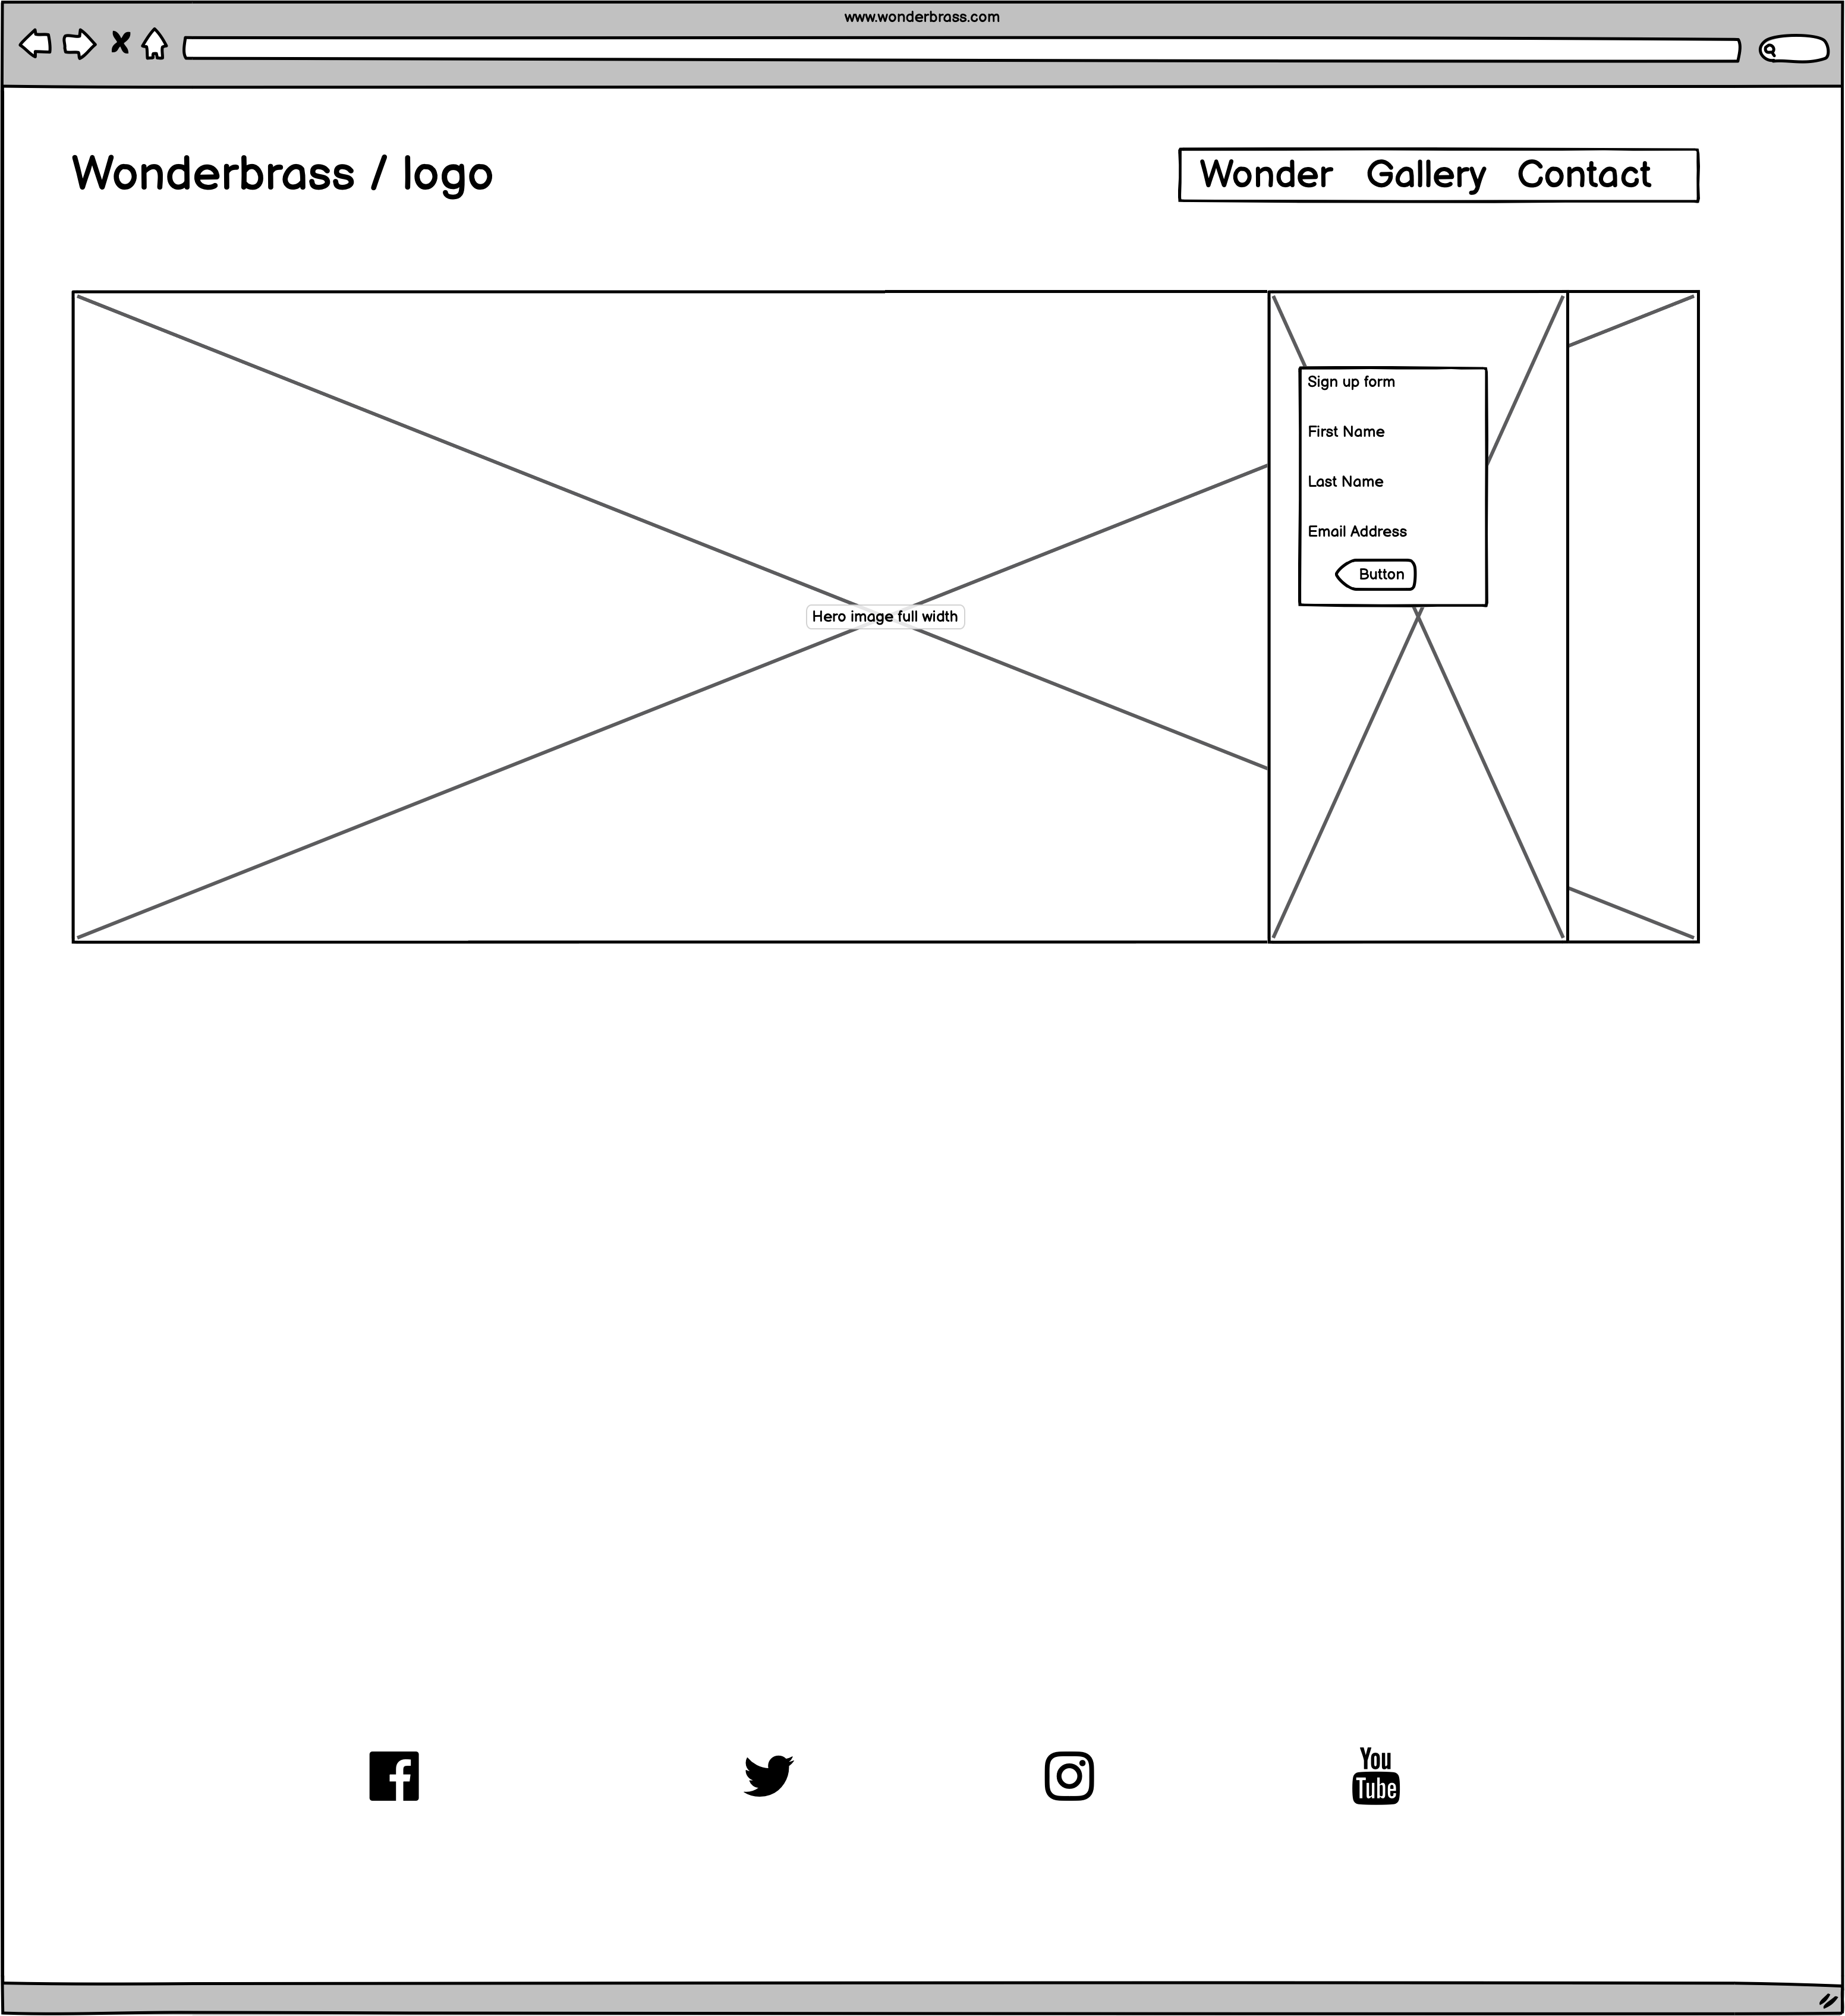 www.wonderbrass.com
Wonderbrass / logo
Wonder Gallery Contact
Sign up form
First Name
Last Name
Email Address
Button
Hero image full width
You
Tube